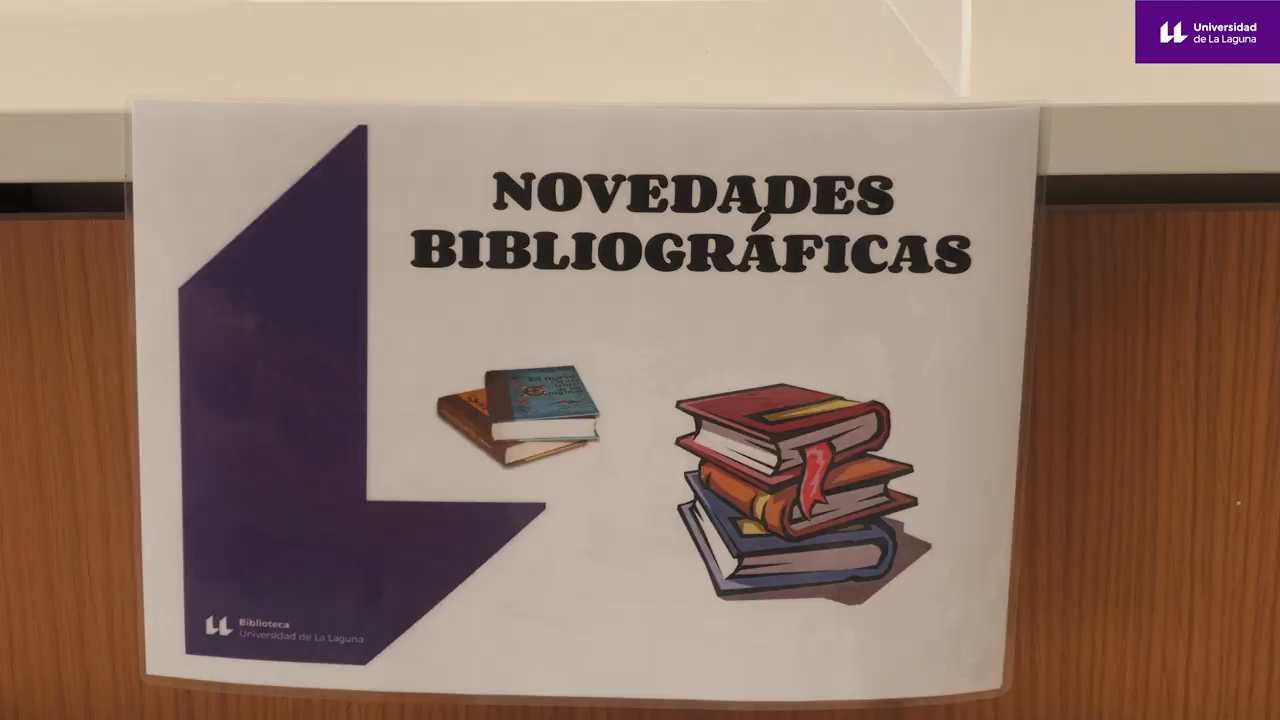 Universidad
de La Laguna
NOVEDADES
BIBLIOGRÁFICAS
Biblioteca
Universidad de La Laguna